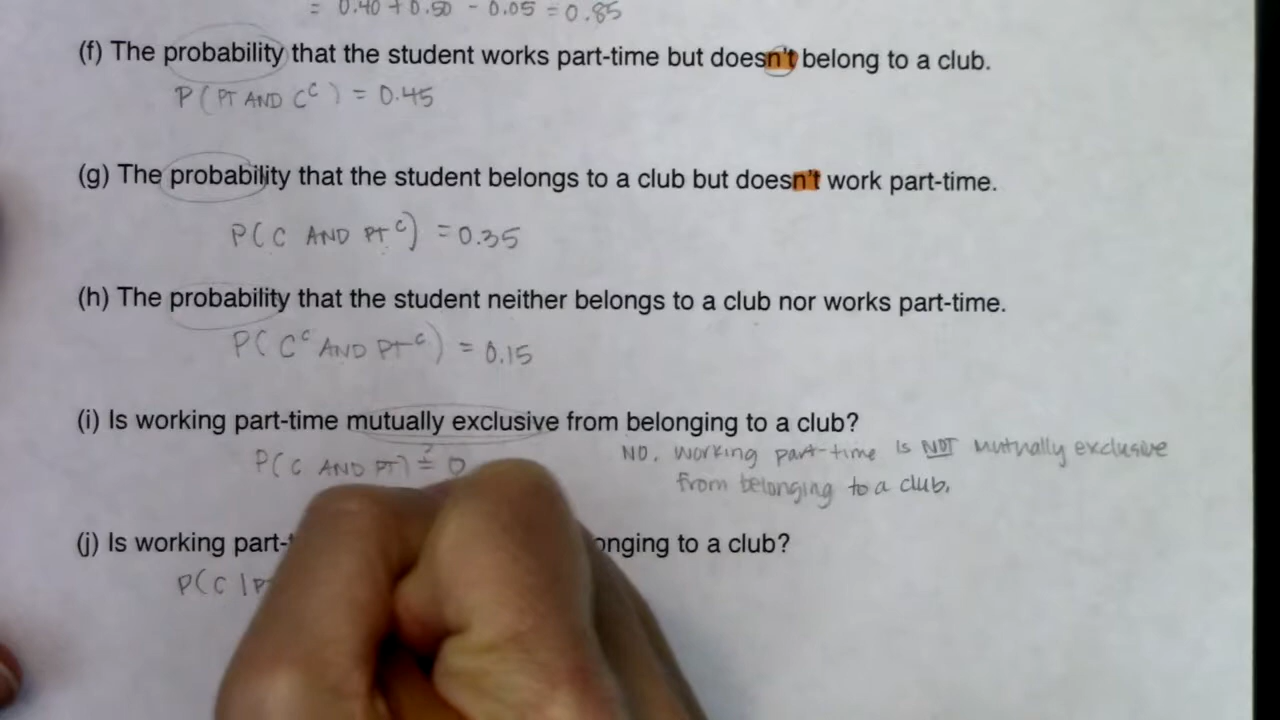 = 0.40 + 0.50 - 0.05 = 0.85
(f) The probability that the student works part-time but doesn't belong to a club.
P(PT AND C^c) = 0.45
(g) The probability that the student belongs to a club but doesn't work part-time.
P(C AND PT^c) = 0.35
(h) The probability that the student neither belongs to a club nor works part-time.
P(C^c AND PT^c) = 0.15
(i) Is working part-time mutually exclusive from belonging to a club?
P(C AND PT) ?= 0
NO. Working part-time is NOT mutually exclusive
from belonging to a club.
(j) Is working part- onging to a club?
P(C | P